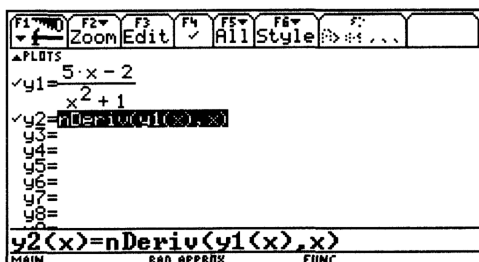 F1 F2 F3 F4 F5 F6 F7
Zoom Edit ✓ All Style ...
▲PLOTS
✓y1=5·x - 2
x² + 1
✓y2=nDeriv(y1(x),x)
y3=
y4=
y5=
y6=
y7=
y8=
y2(x)=nDeriv(y1(x),x)
MAIN RAD APPROX FUNC